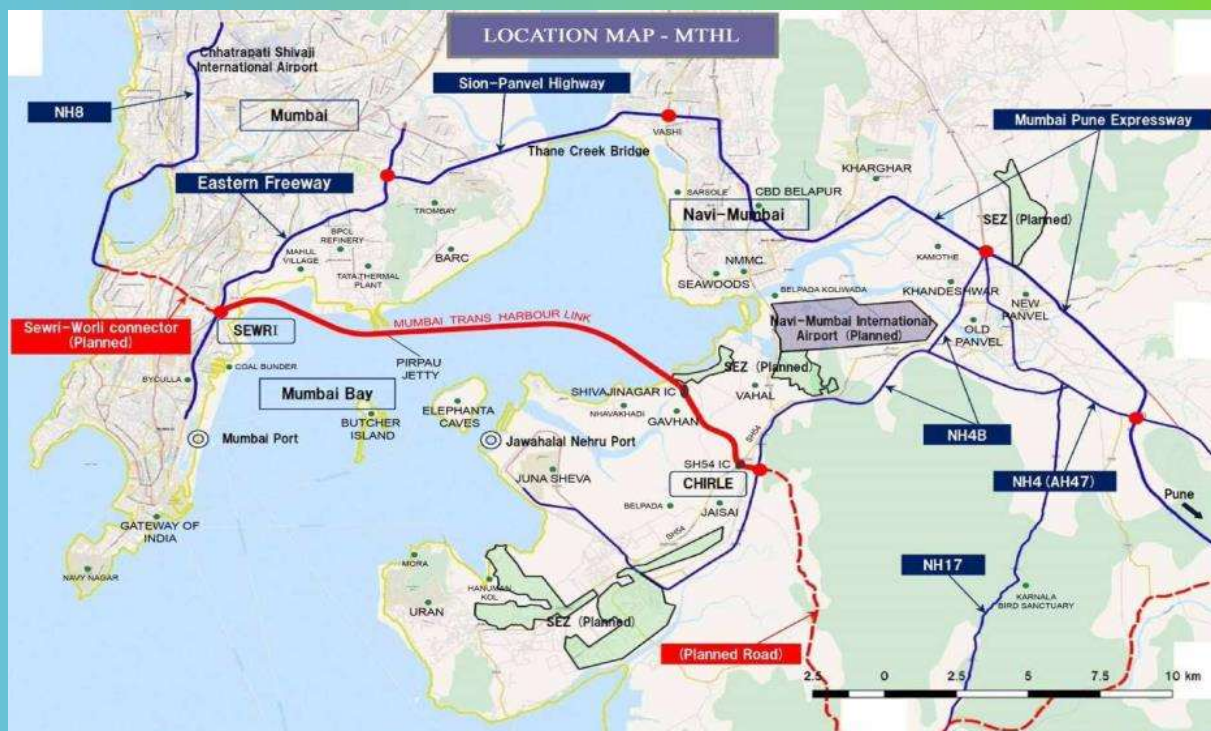 LOCATION MAP - MTHL
Chhatrapati Shivaji
International Airport
Sion-Panvel Highway
NH8
Mumbai
Mumbai Pune Expressway
VASHI
Thane Creek Bridge
KHARGHAR
Eastern Freeway
SARSOLE
CBD BELAPUR
TROMBAY
Navi-Mumbai
SEZ (Planned)
BPCL
REFINERY
MAHUL
VILLAGE
BARC
TATA THERMAL
PLANT
NMMC
SEAWOODS
KAMOTHE
KHANDESHWAR
BELPADA KOLIWADA
NEW
PANVEL
Sewri-Worli connector
(Planned)
SEWRI
MUMBAI TRANS HARBOUR LINK
Navi-Mumbai International
Airport (Planned)
OLD
PANVEL
PIRPAU
JETTY
COAL BUNDER
SEZ (Planned)
BYCULLA
Mumbai Bay
SHIVAJINAGAR IC
VAHAL
ELEPHANTA
CAVES
NHAVAKHADI
GAVHAN
BUTCHER
ISLAND
Mumbai Port
Jawahalal Nehru Port
SH54
NH4B
SH54 IC
JUNA SHEVA
CHIRLE
NH4 (AH47)
Pune
BELPADA
JAISAI
GATEWAY OF
INDIA
SH54
MORA
NH17
NAVY NAGAR
HANUMAN
KOL
KARNALA
BIRD SANCTUARY
URAN
SEZ (Planned)
(Planned Road)
2.5 0 2.5 5 7.5 10 km